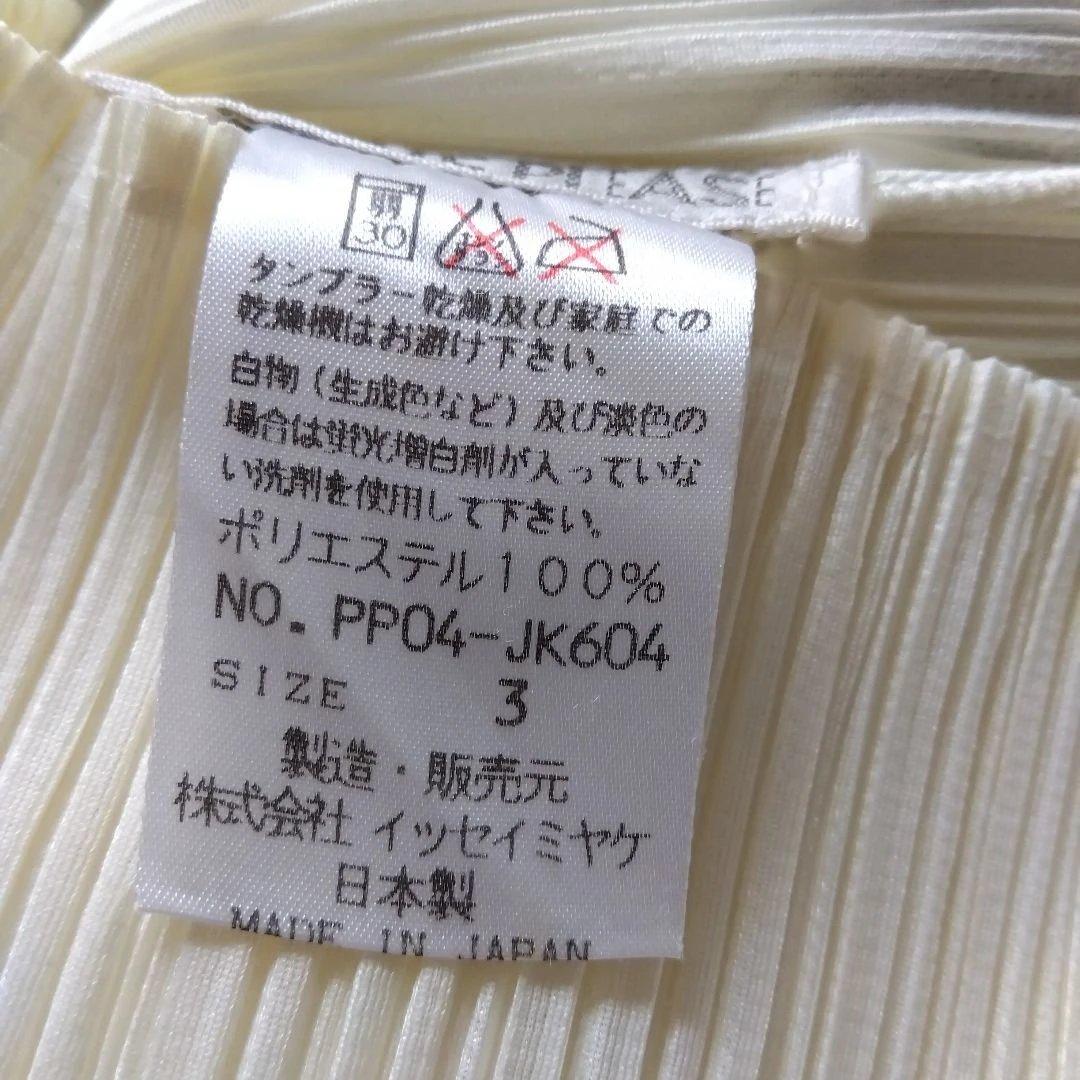 PLEASE
弱
30
タンブラー乾燥及び家庭での
乾燥機はお避け下さい。
白物(生成色など)及び淡色の
場合は蛍光増白剤が入っていな
い洗剤を使用して下さい。
ポリエステル100%
NO. PP04-JK604
SIZE 3
製造・販売元
株式会社イッセイミヤケ
日本製
MADE IN JAPAN